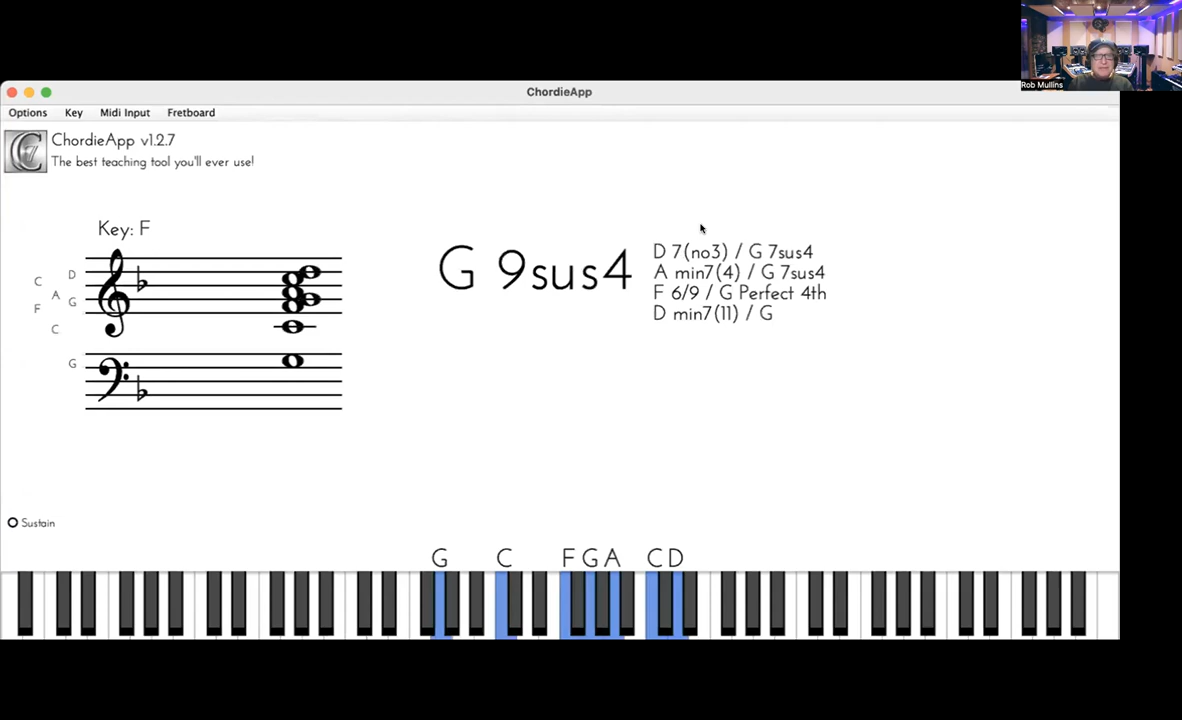 Rob Mullins
ChordieApp
Options Key Midi Input Fretboard
ChordieApp v1.2.7
The best teaching tool you'll ever use!
Key: F
G 9sus4
D 7(no3) / G 7sus4
A min7(4) / G 7sus4
F 6/9 / G Perfect 4th
D min7(11) / G
C D
A
F G
C
G
Sustain
G C F G A C D